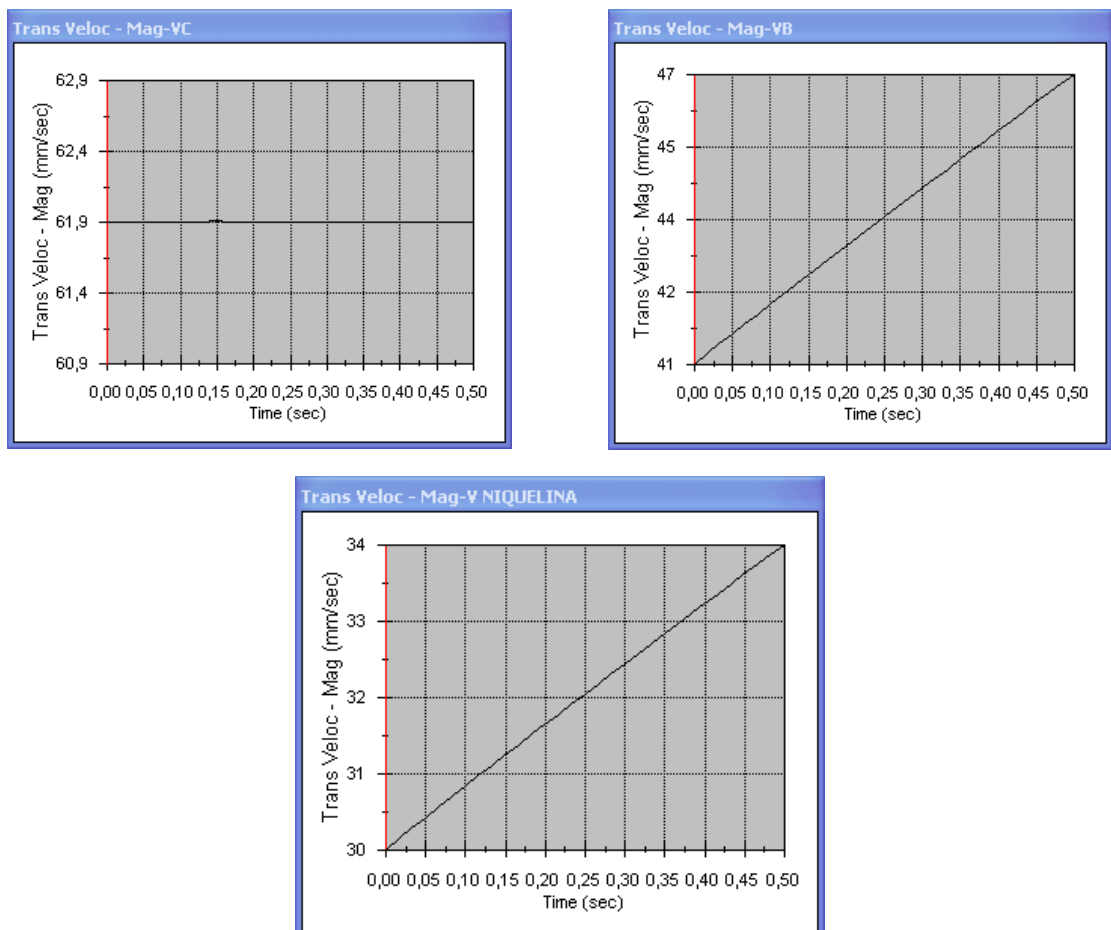 Trans Veloc - Mag-VC
Trans Veloc - Mag (mm/sec)
62,9
62,4
61,9
61,4
60,9
0,00 0,05 0,10 0,15 0,20 0,25 0,30 0,35 0,40 0,45 0,50
Time (sec)
Trans Veloc - Mag-VB
Trans Veloc - Mag (mm/sec)
47
45
44
42
41
0,00 0,05 0,10 0,15 0,20 0,25 0,30 0,35 0,40 0,45 0,50
Time (sec)
Trans Veloc - Mag-V NIQUELINA
Trans Veloc - Mag (mm/sec)
34
33
32
31
30
0,00 0,05 0,10 0,15 0,20 0,25 0,30 0,35 0,40 0,45 0,50
Time (sec)